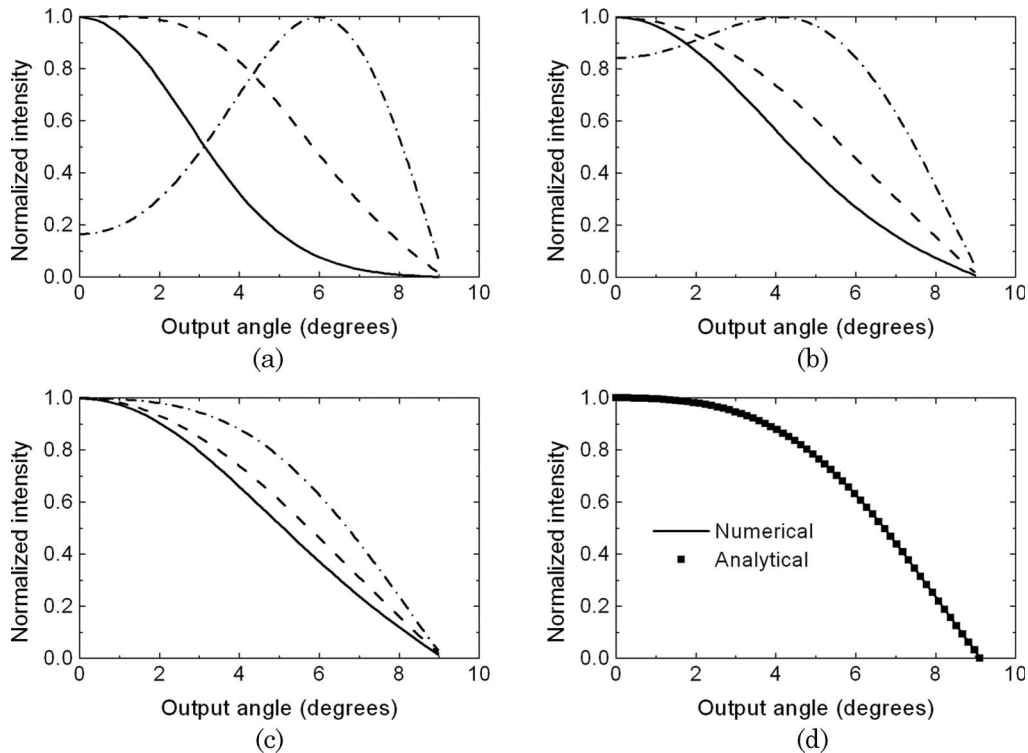 1.0
0.8
0.6
0.4
0.2
0.0
Normalized intensity
0 2 4 6 8 10
Output angle (degrees)
(a)
1.0
0.8
0.6
0.4
0.2
0.0
Normalized intensity
0 2 4 6 8 10
Output angle (degrees)
(b)
1.0
0.8
0.6
0.4
0.2
0.0
Normalized intensity
0 2 4 6 8 10
Output angle (degrees)
(c)
1.0
0.8
0.6
0.4
0.2
0.0
Normalized intensity
Numerical
Analytical
0 2 4 6 8 10
Output angle (degrees)
(d)